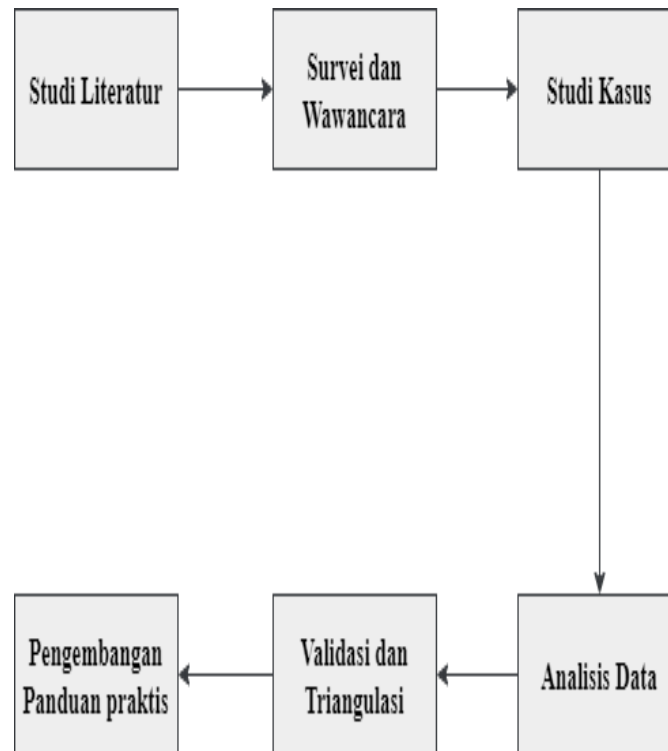 Studi Literatur
Survei dan
Wawancara
Studi Kasus
Analisis Data
Validasi dan
Triangulasi
Pengembangan
Panduan praktis